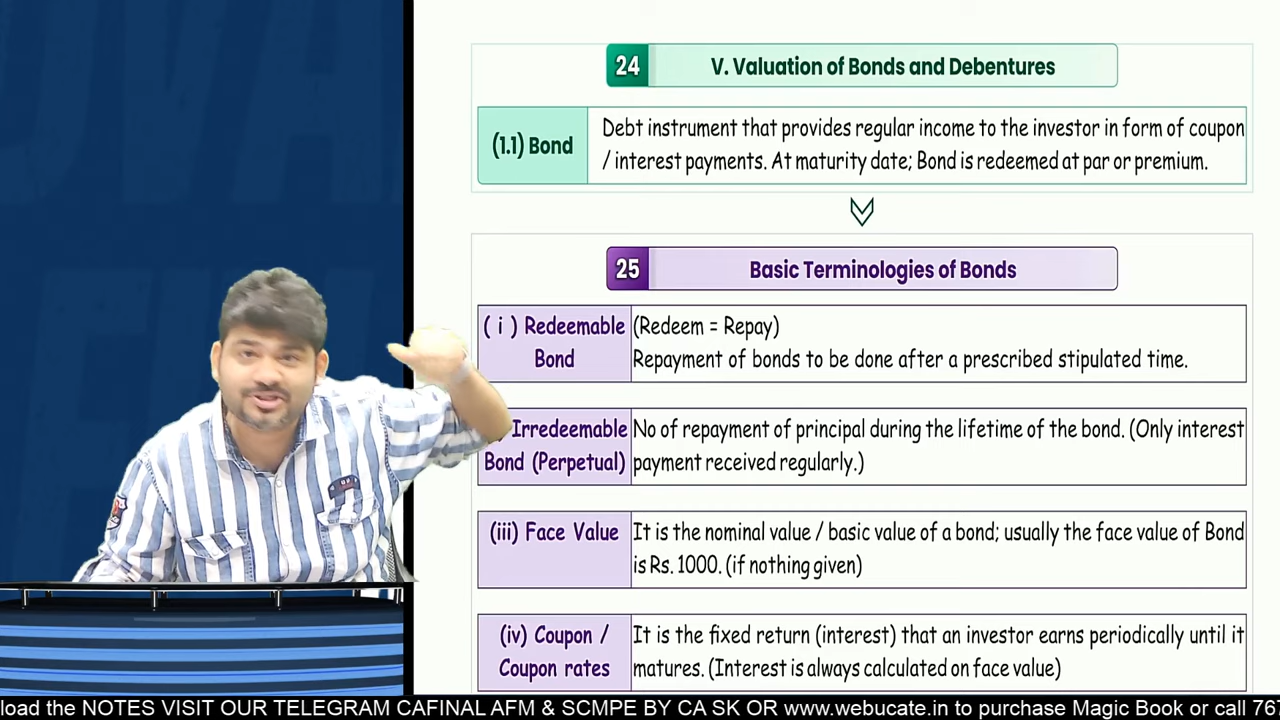 24
V. Valuation of Bonds and Debentures
(1.1) Bond
Debt instrument that provides regular income to the investor in form of coupon
/ interest payments. At maturity date; Bond is redeemed at par or premium.
25
Basic Terminologies of Bonds
( i ) Redeemable
Bond
(Redeem = Repay)
Repayment of bonds to be done after a prescribed stipulated time.
Irredeemable
Bond (Perpetual)
No of repayment of principal during the lifetime of the bond. (Only interest
payment received regularly.)
(iii) Face Value
It is the nominal value / basic value of a bond; usually the face value of Bond
is Rs. 1000. (if nothing given)
(iv) Coupon /
Coupon rates
It is the fixed return (interest) that an investor earns periodically until it
matures. (Interest is always calculated on face value)
load the NOTES VISIT OUR TELEGRAM CAFINAL AFM & SCMPE BY CA SK OR www.webucate.in to purchase Magic Book or call 76